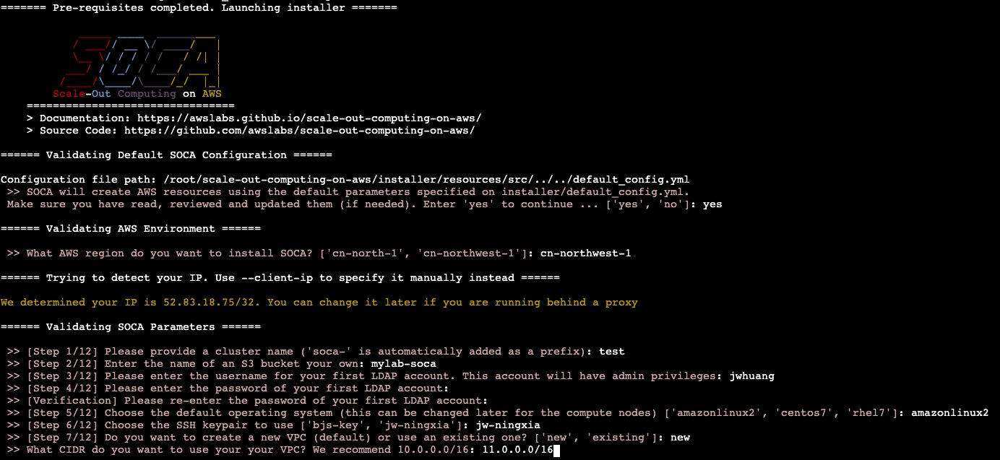 ======= Pre-requisites completed. Launching installer =======
Scale-Out Computing on AWS
================================
> Documentation: https://awslabs.github.io/scale-out-computing-on-aws/
> Source Code: https://github.com/awslabs/scale-out-computing-on-aws/
====== Validating Default SOCA Configuration ======
Configuration file path: /root/scale-out-computing-on-aws/installer/resources/src/../../default_config.yml
>> SOCA will create AWS resources using the default parameters specified on installer/default_config.yml.
Make sure you have read, reviewed and updated them (if needed). Enter 'yes' to continue ... ['yes', 'no']: yes
====== Validating AWS Environment ======
>> What AWS region do you want to install SOCA? ['cn-north-1', 'cn-northwest-1']: cn-northwest-1
====== Trying to detect your IP. Use --client-ip to specify it manually instead ======
We determined your IP is 52.83.18.75/32. You can change it later if you are running behind a proxy
====== Validating SOCA Parameters ======
>> [Step 1/12] Please provide a cluster name ('soca-' is automatically added as a prefix): test
>> [Step 2/12] Enter the name of an S3 bucket your own: mylab-soca
>> [Step 3/12] Please enter the username for your first LDAP account. This account will have admin privileges: jwhuang
>> [Step 4/12] Please enter the password of your first LDAP account:
>> [Verification] Please re-enter the password of your first LDAP account:
>> [Step 5/12] Choose the default operating system (this can be changed later for the compute nodes) ['amazonlinux2', 'centos7', 'rhel7']: amazonlinux2
>> [Step 6/12] Choose the SSH keypair to use ['bjs-key', 'jw-ningxia']: jw-ningxia
>> [Step 7/12] Do you want to create a new VPC (default) or use an existing one? ['new', 'existing']: new
>> What CIDR do you want to use your your VPC? We recommend 10.0.0.0/16: 11.0.0.0/16